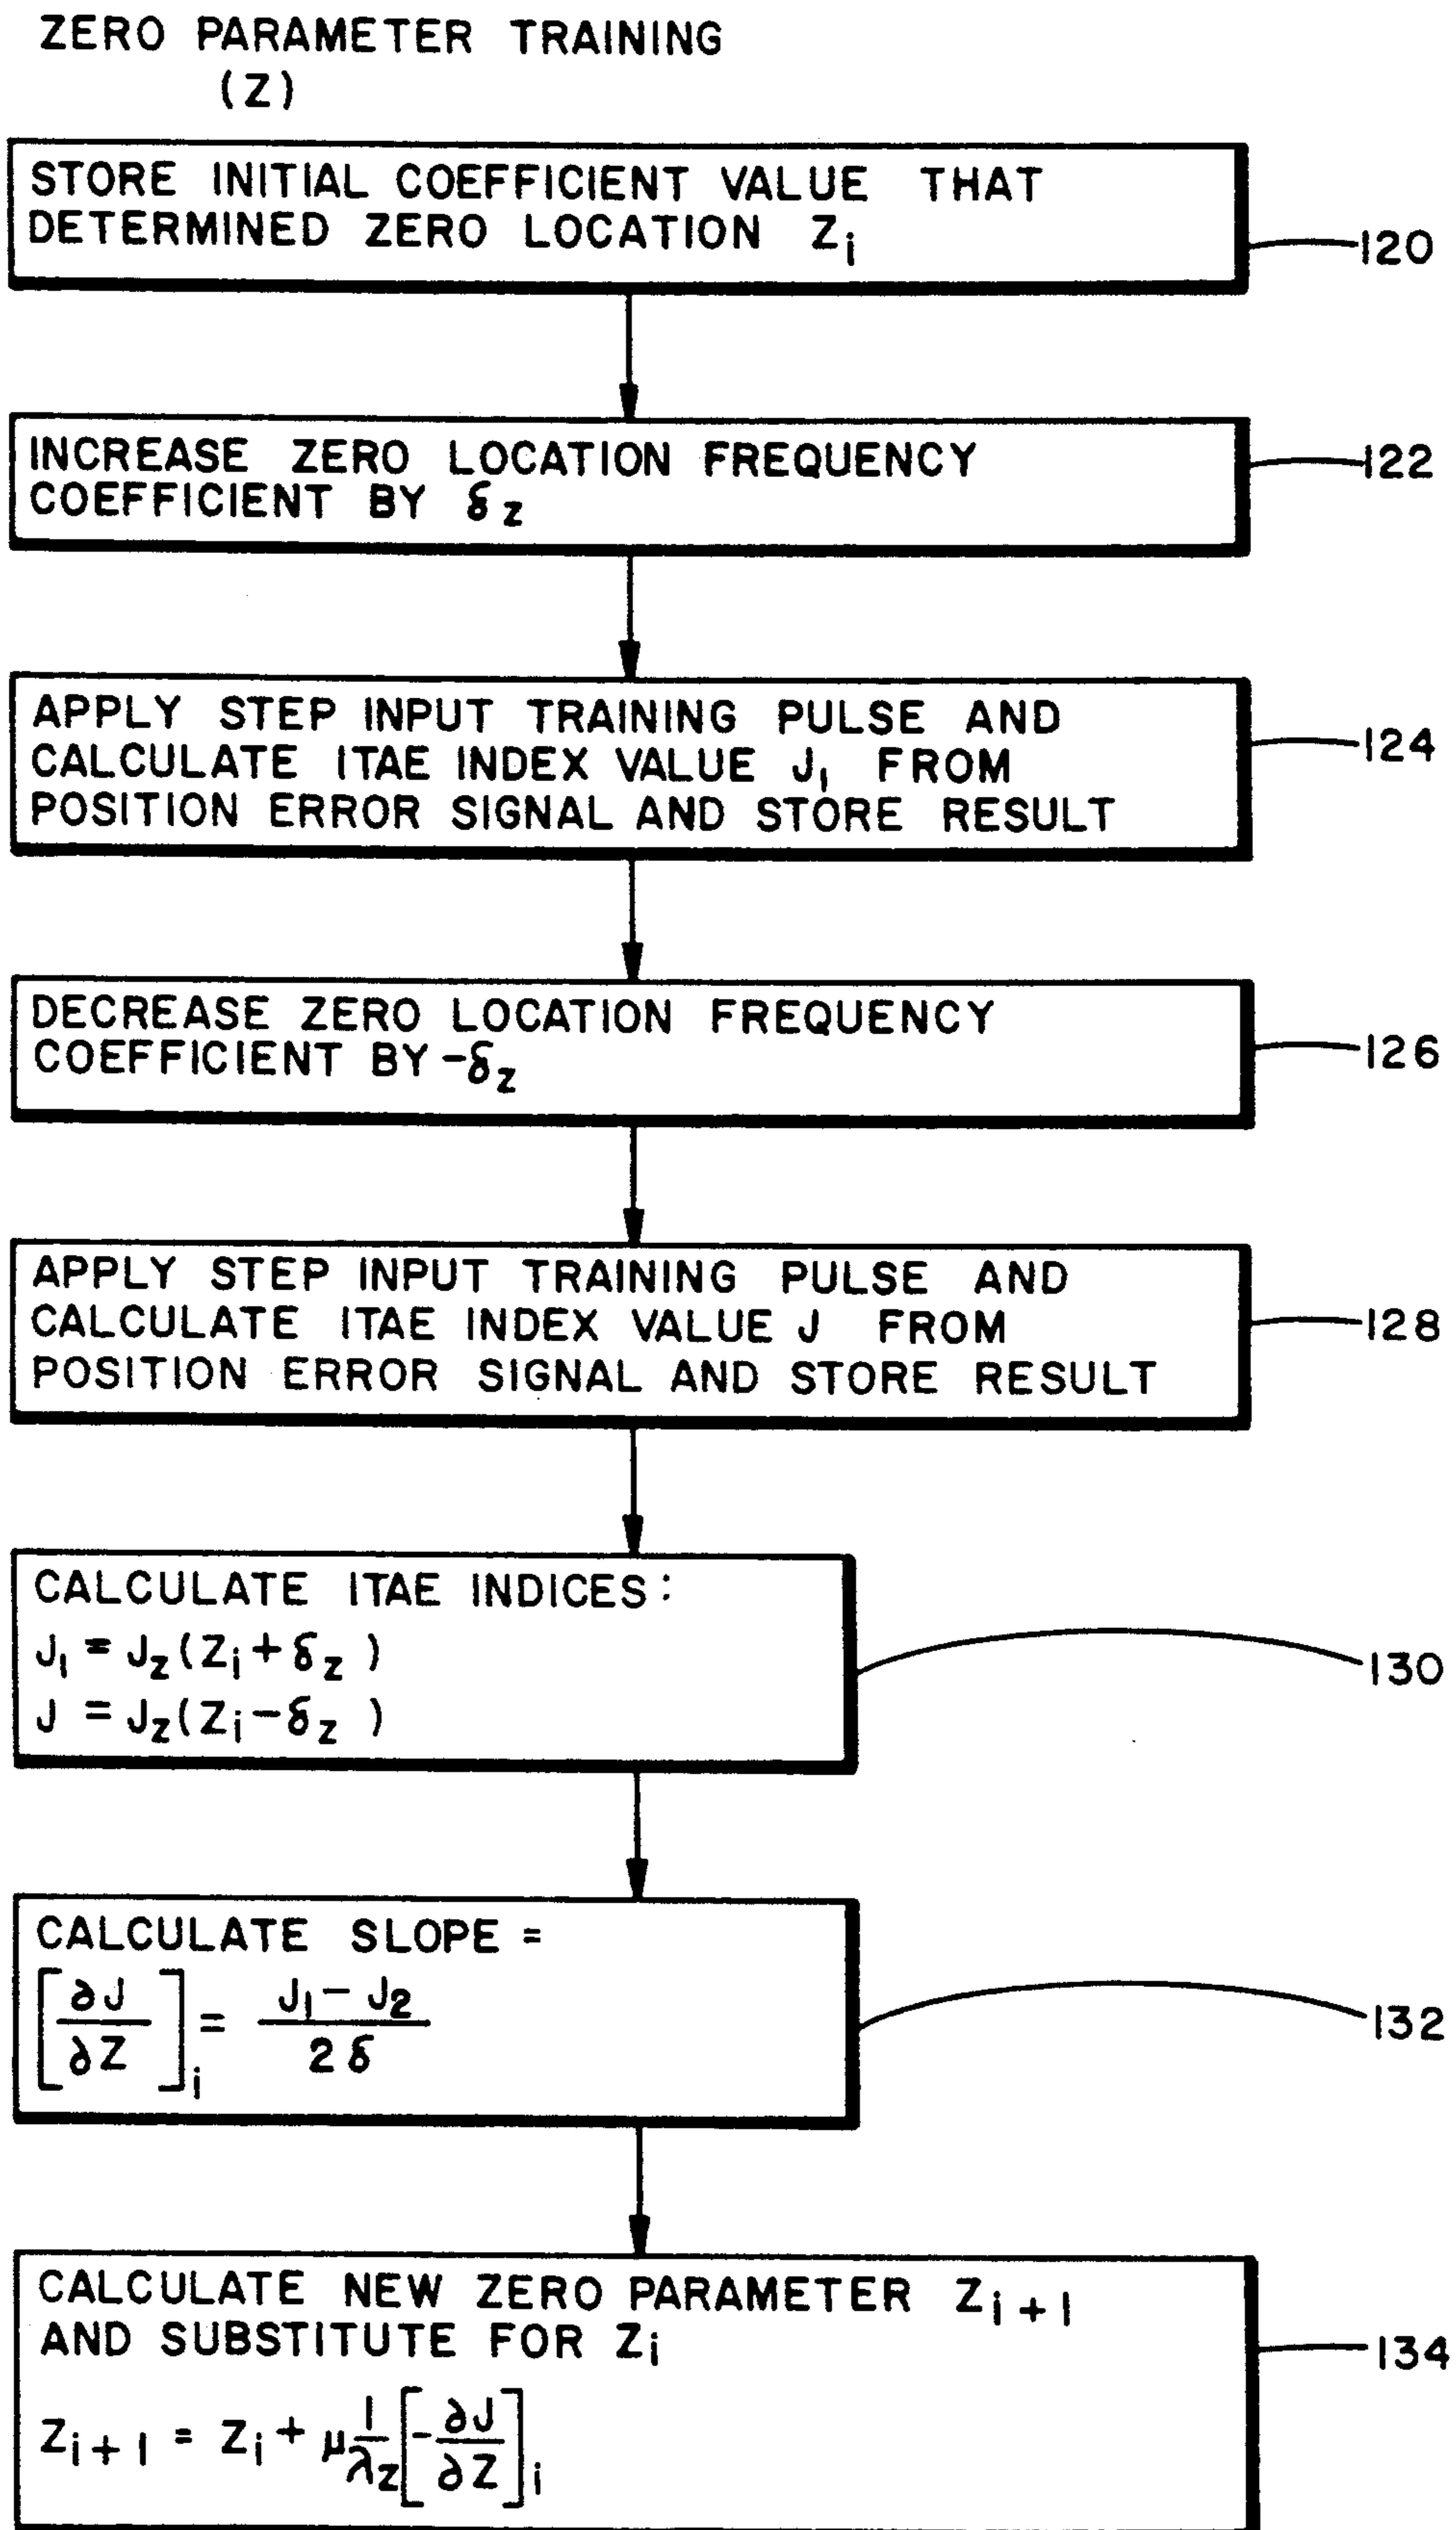 ZERO PARAMETER TRAINING
(Z)
STORE INITIAL COEFFICIENT VALUE THAT
DETERMINED ZERO LOCATION Zi
120
INCREASE ZERO LOCATION FREQUENCY
COEFFICIENT BY δz
122
APPLY STEP INPUT TRAINING PULSE AND
CALCULATE ITAE INDEX VALUE J1 FROM
POSITION ERROR SIGNAL AND STORE RESULT
124
DECREASE ZERO LOCATION FREQUENCY
COEFFICIENT BY -δz
126
APPLY STEP INPUT TRAINING PULSE AND
CALCULATE ITAE INDEX VALUE J FROM
POSITION ERROR SIGNAL AND STORE RESULT
128
CALCULATE ITAE INDICES:
J1 = Jz(Zi + δz)
J = Jz(Zi - δz)
130
CALCULATE SLOPE =
[∂J/∂Z]i = (J1 - J2)/2δ
132
CALCULATE NEW ZERO PARAMETER Zi+1
AND SUBSTITUTE FOR Zi
Zi+1 = Zi + μ 1/λz [-∂J/∂Z]i
134